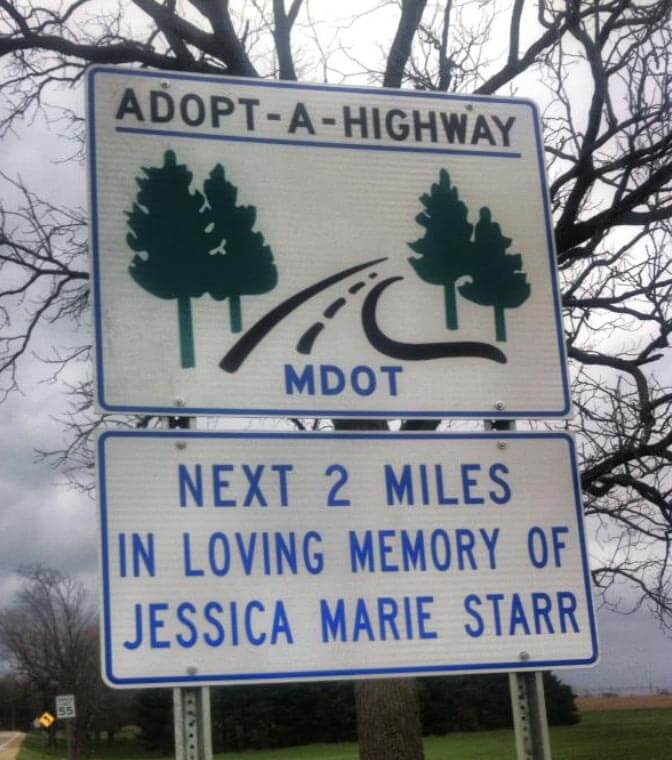 ADOPT-A-HIGHWAY
MDOT
NEXT 2 MILES
IN LOVING MEMORY OF
JESSICA MARIE STARR
55